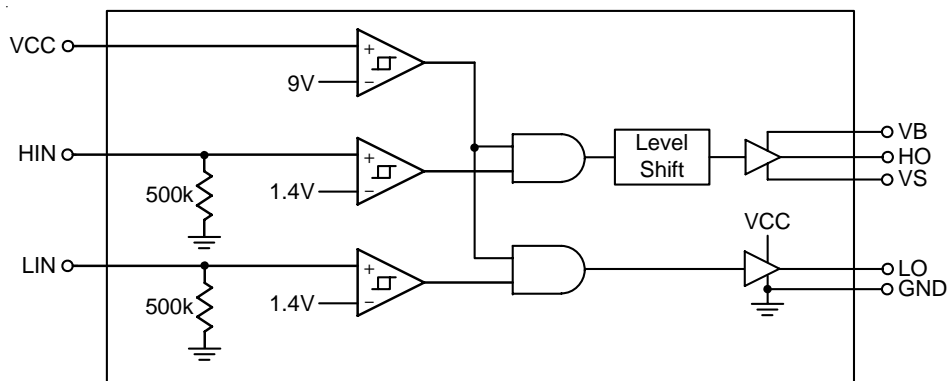 VCC
9V
HIN
500k
1.4V
Level
Shift
VB
HO
VS
LIN
500k
1.4V
VCC
LO
GND